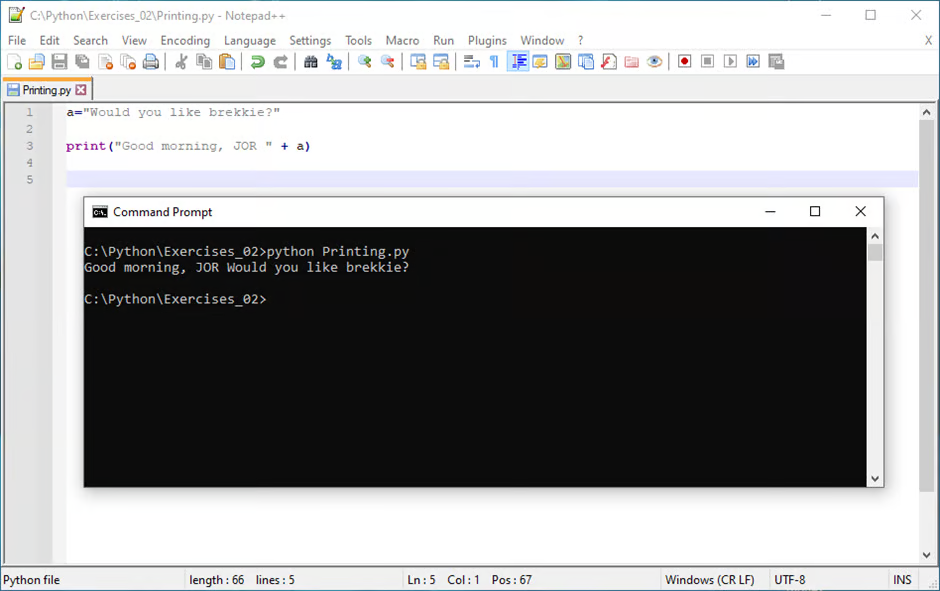 C:\Python\Exercises_02\Printing.py - Notepad++
File Edit Search View Encoding Language Settings Tools Macro Run Plugins Window ? X
Printing.py
1 a="Would you like brekkie?"
2
3 print("Good morning, JOR " + a)
4
5
Command Prompt
C:\Python\Exercises_02>python Printing.py
Good morning, JOR Would you like brekkie?
C:\Python\Exercises_02>
Python file length : 66 lines : 5 Ln : 5 Col : 1 Pos : 67 Windows (CR LF) UTF-8 INS